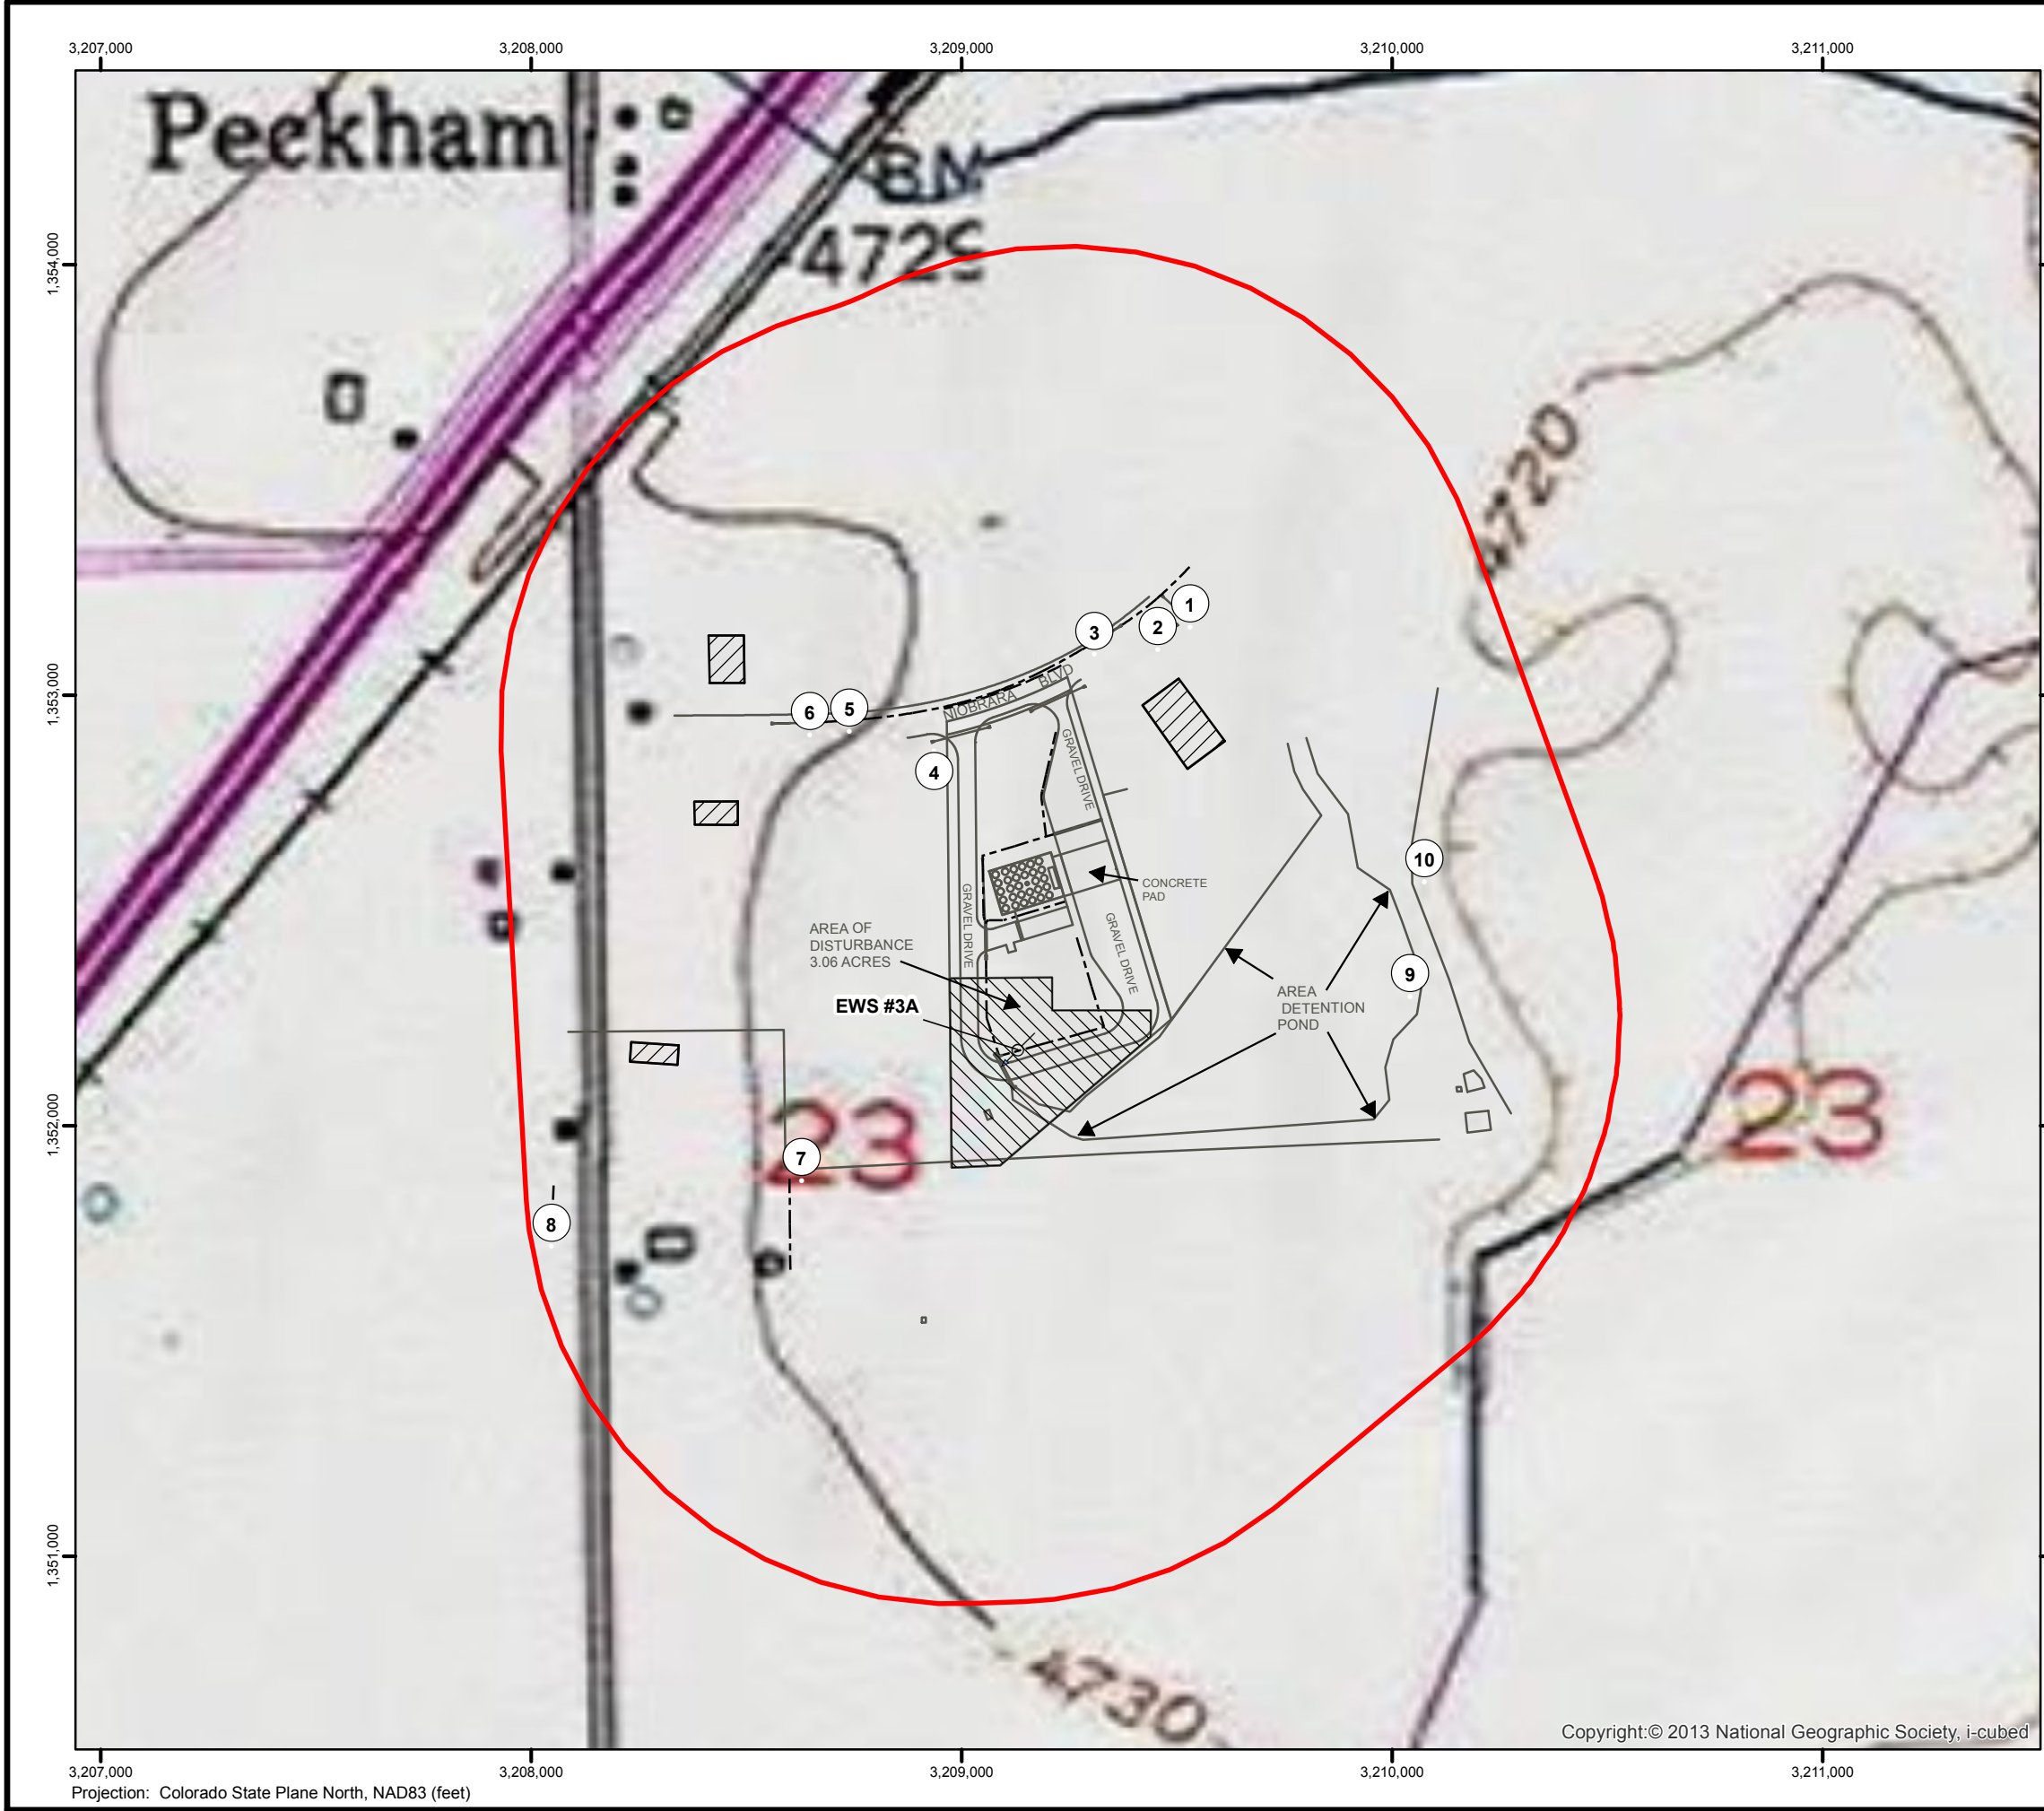 3,207,000
3,208,000
3,209,000
3,210,000
3,211,000
Peckham
BM
4729
1,354,000
4720
1
2
3
1,353,000
6
5
NIOBRARA BLVD
4
GRAVEL DRIVE
10
CONCRETE
PAD
GRAVEL DRIVE
GRAVEL DRIVE
AREA OF
DISTURBANCE
3.06 ACRES
9
EWS #3A
AREA
DETENTION
POND
1,352,000
23
23
7
8
1,351,000
4730
Copyright:© 2013 National Geographic Society, i-cubed
3,207,000
3,208,000
3,209,000
3,210,000
3,211,000
Projection: Colorado State Plane North, NAD83 (feet)